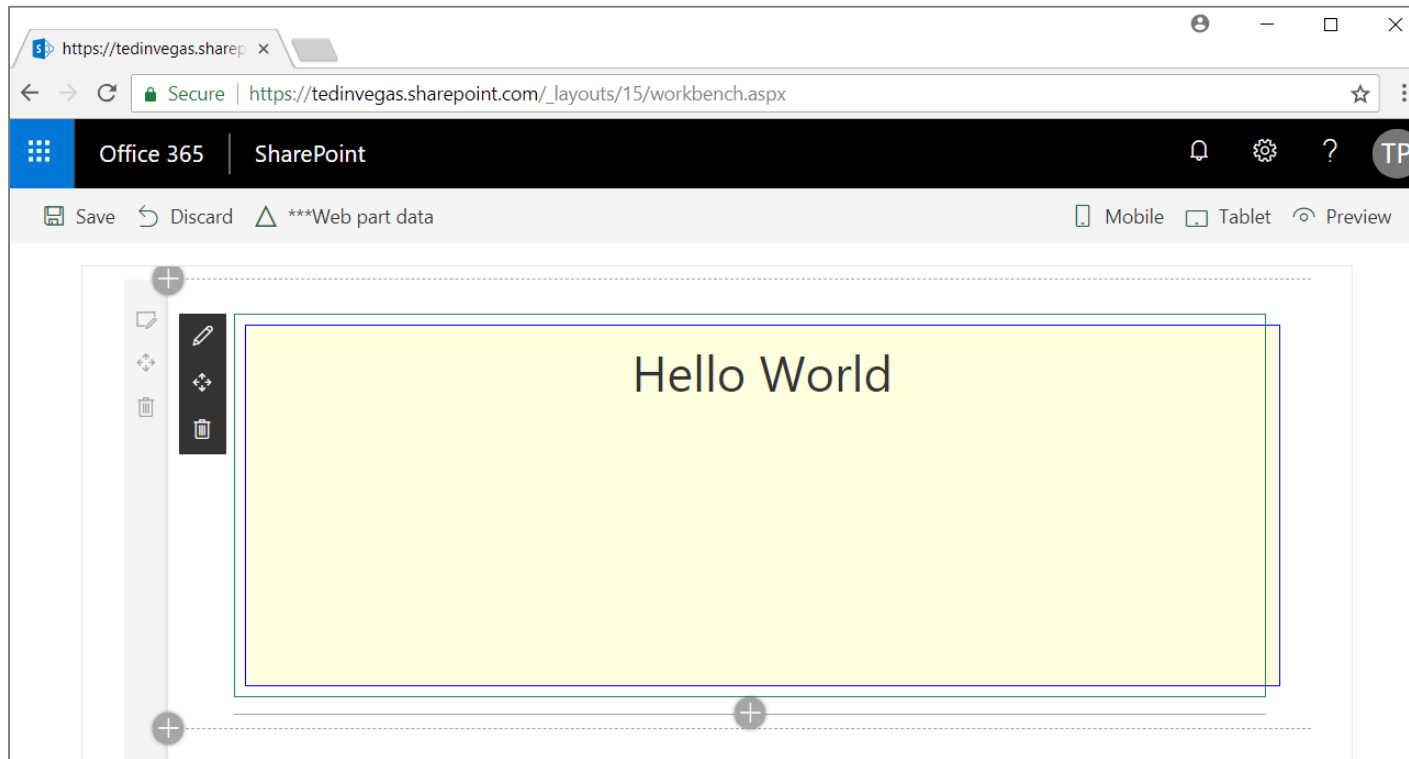 https://tedinvegas.sharep
Secure https://tedinvegas.sharepoint.com/_layouts/15/workbench.aspx
Office 365 SharePoint ? TP
Save Discard ***Web part data Mobile Tablet Preview
Hello World